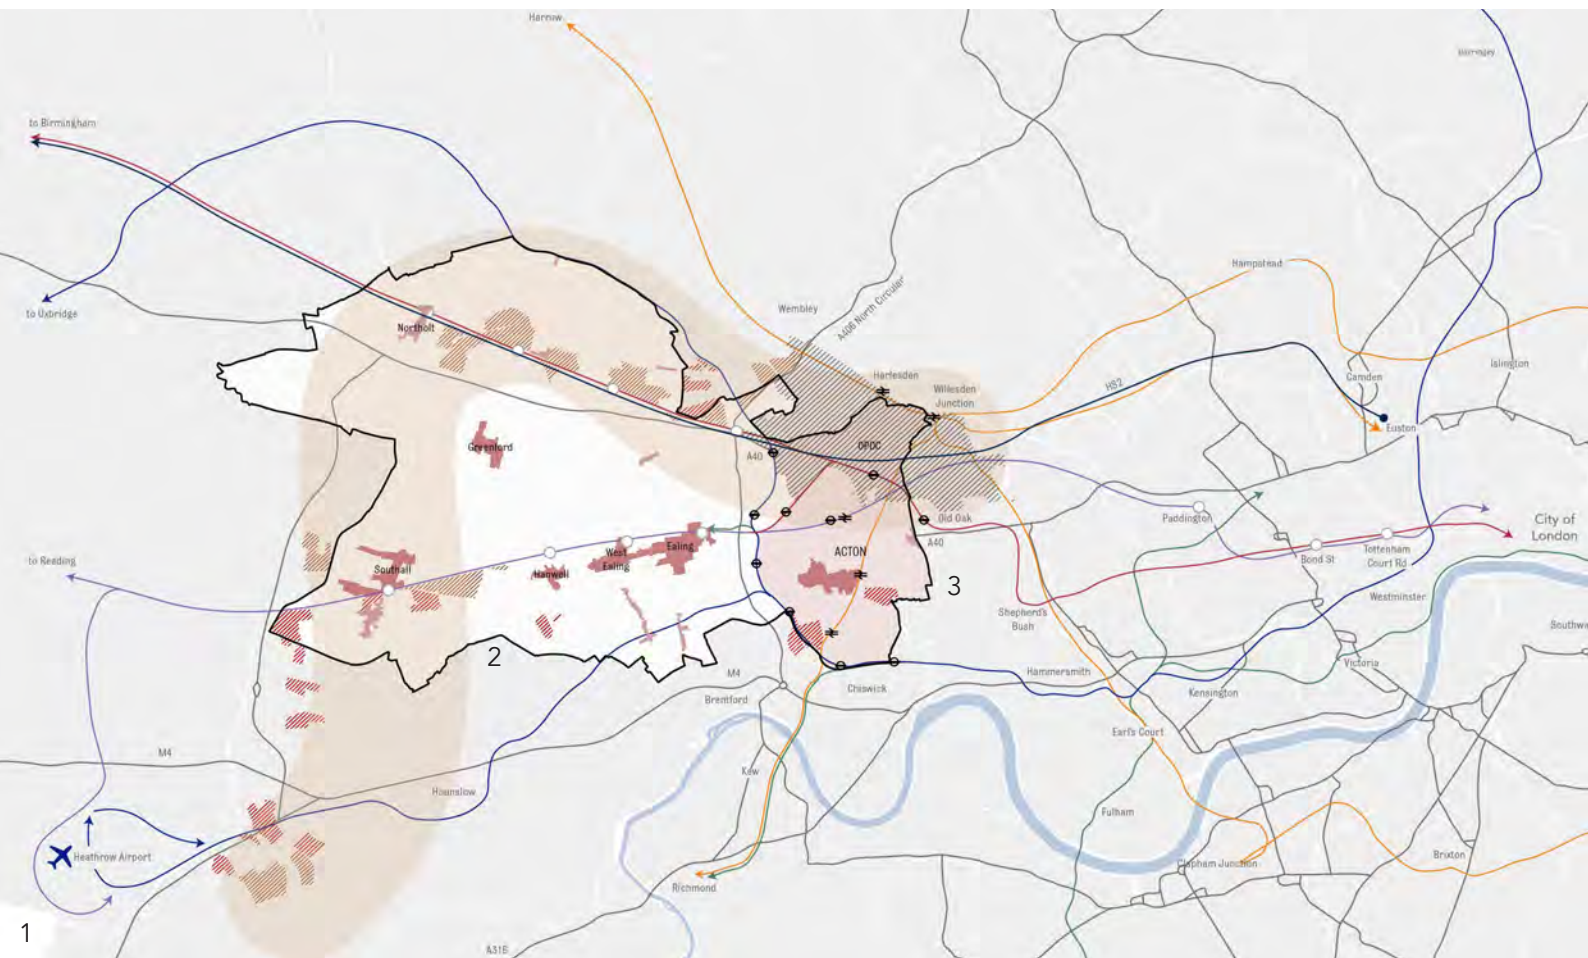 Harrow
to Birmingham
to Uxbridge
Hampstead
Wembley
A406 North Circular
Islington
Northolt
Harlesden
Camden
Willesden
Junction
HS2
Euston
Greenford
OPDC
A40
Old Oak
A40
Paddington
City of
London
Ealing
West
Ealing
ACTON
Bond St
Tottenham
Court Rd
to Reading
Southall
Hanwell
3
Shepherd's
Bush
Westminster
Southw
2
Victoria
M4
Hammersmith
Brentford
Chiswick
Kensington
Earl's Court
M4
Kew
Hounslow
Fulham
Heathrow Airport
Brixton
Clapham Junction
Richmond
1
A316